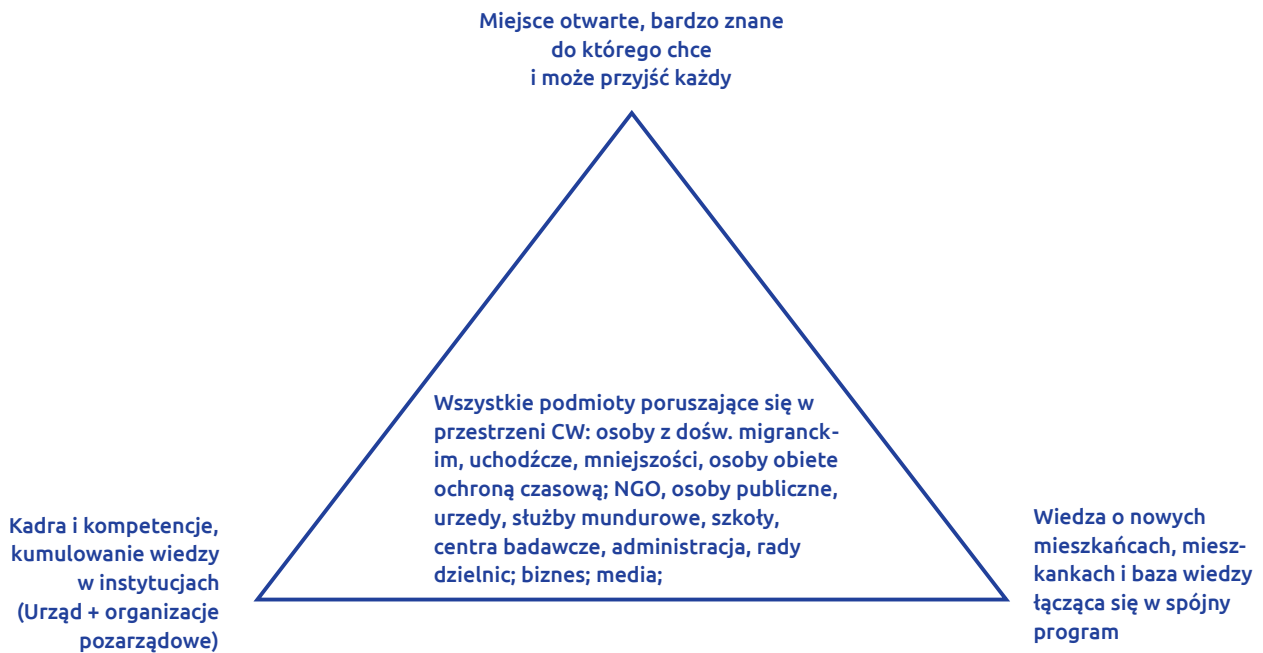 Miejsce otwarte, bardzo znane
do którego chce
i może przyjść każdy
Wszystkie podmioty poruszające się w
przestrzeni CW: osoby z dośw. migranck-
im, uchodźcze, mniejszości, osoby obiete
ochroną czasową; NGO, osoby publiczne,
urzedy, służby mundurowe, szkoły,
centra badawcze, administracja, rady
dzielnic; biznes; media;
Kadra i kompetencje,
kumulowanie wiedzy
w instytucjach
(Urząd + organizacje
pozarządowe)
Wiedza o nowych
mieszkańcach, miesz-
kankach i baza wiedzy
łącząca się w spójny
program